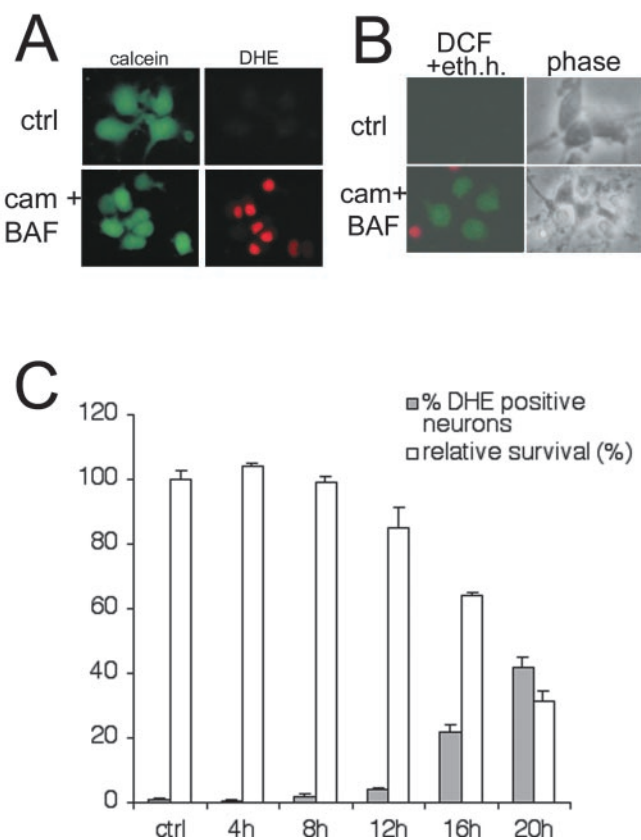 A
calcein DHE
ctrl
cam +
BAF
B
DCF
+eth.h.
phase
ctrl
cam+
BAF
C
% DHE positive
neurons
relative survival (%)
120
100
80
60
40
20
0
ctrl 4h 8h 12h 16h 20h